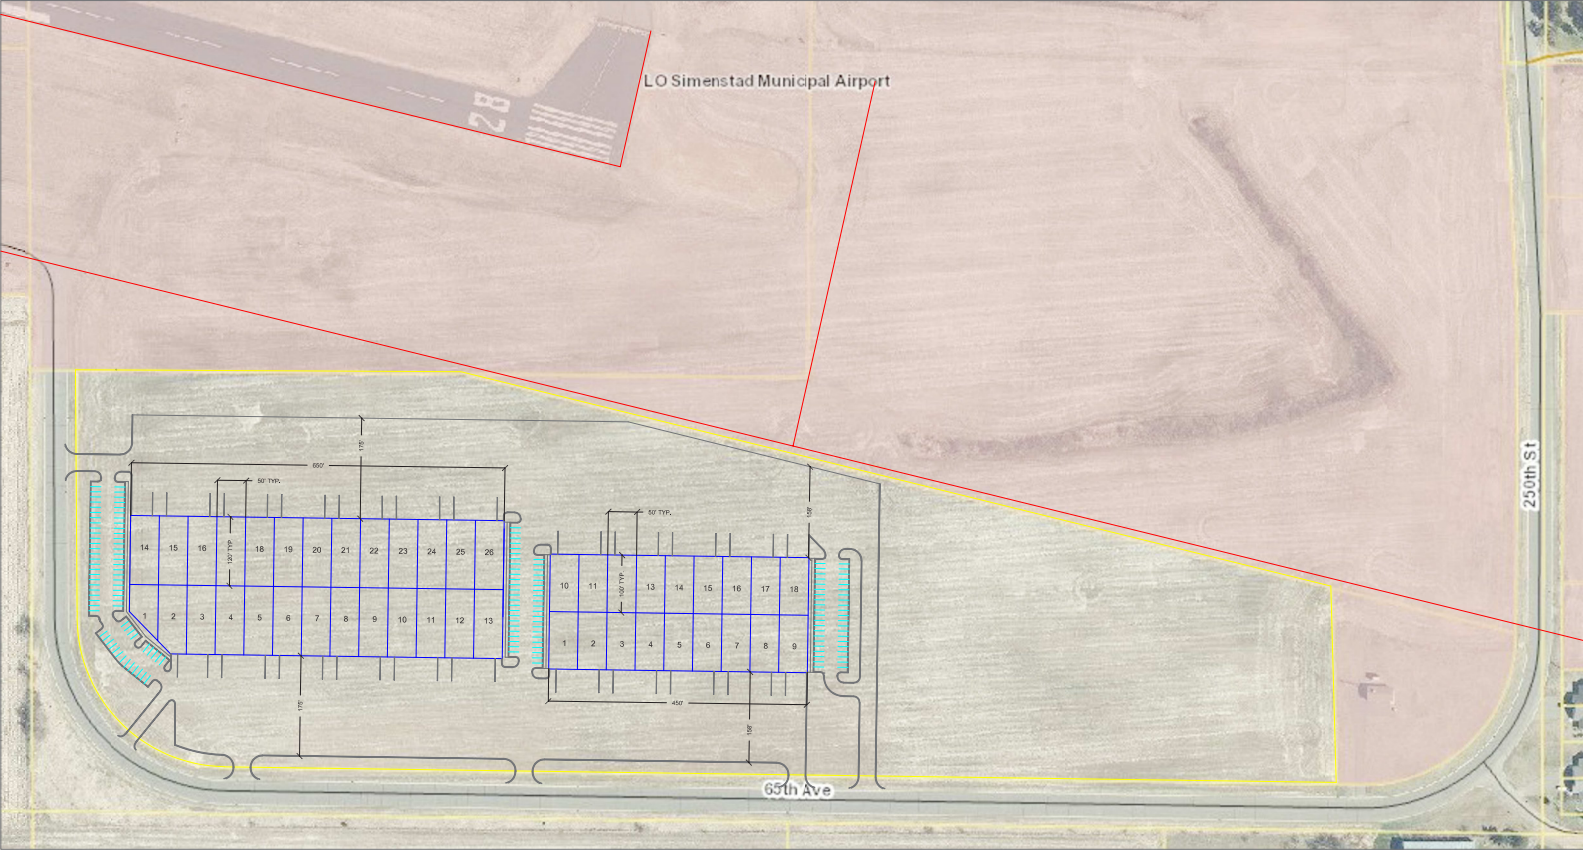 LO Simenstad Municipal Airport
28
175'
650'
50' TYP.
50' TYP.
158'
14 15 16 18 19 20 21 22 23 24 25 26
120' TYP.
1 2 3 4 5 6 7 8 9 10 11 12 13
10 11 13 14 15 16 17 18
100' TYP.
1 2 3 4 5 6 7 8 9
175'
450'
158'
65th Ave
250th St